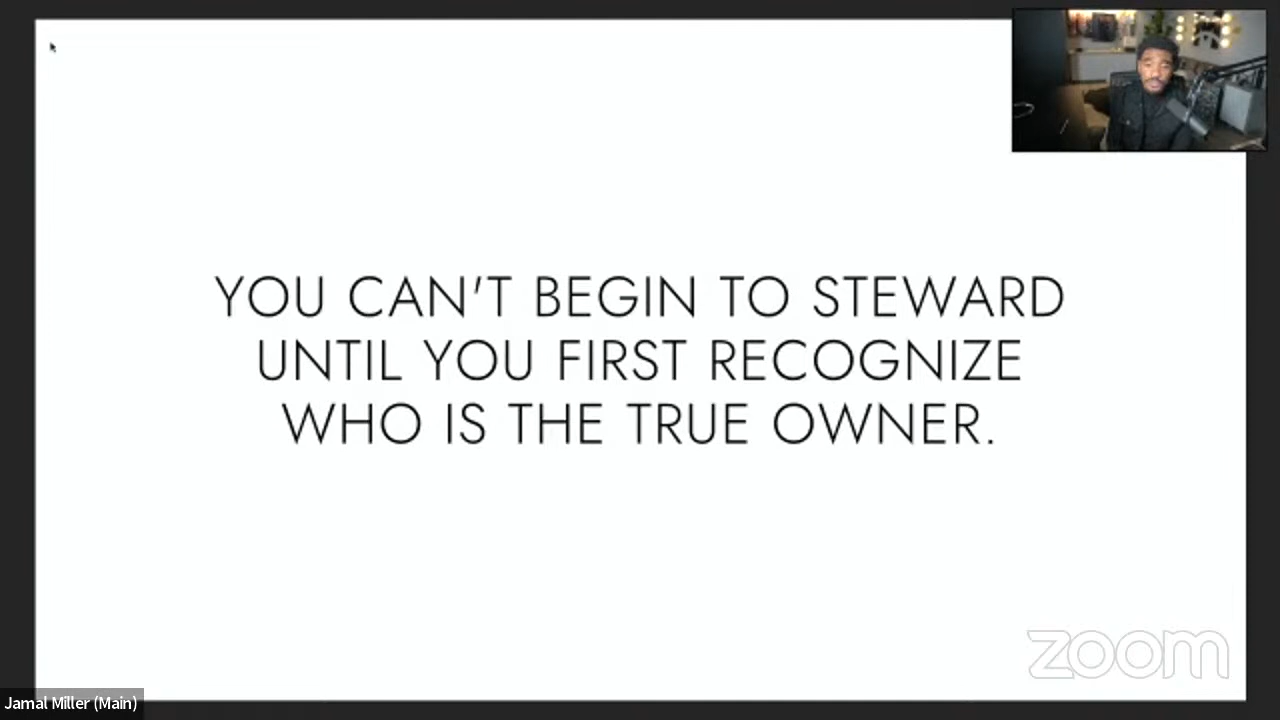 YOU CAN'T BEGIN TO STEWARD
UNTIL YOU FIRST RECOGNIZE
WHO IS THE TRUE OWNER.
zoom
Jamal Miller (Main)